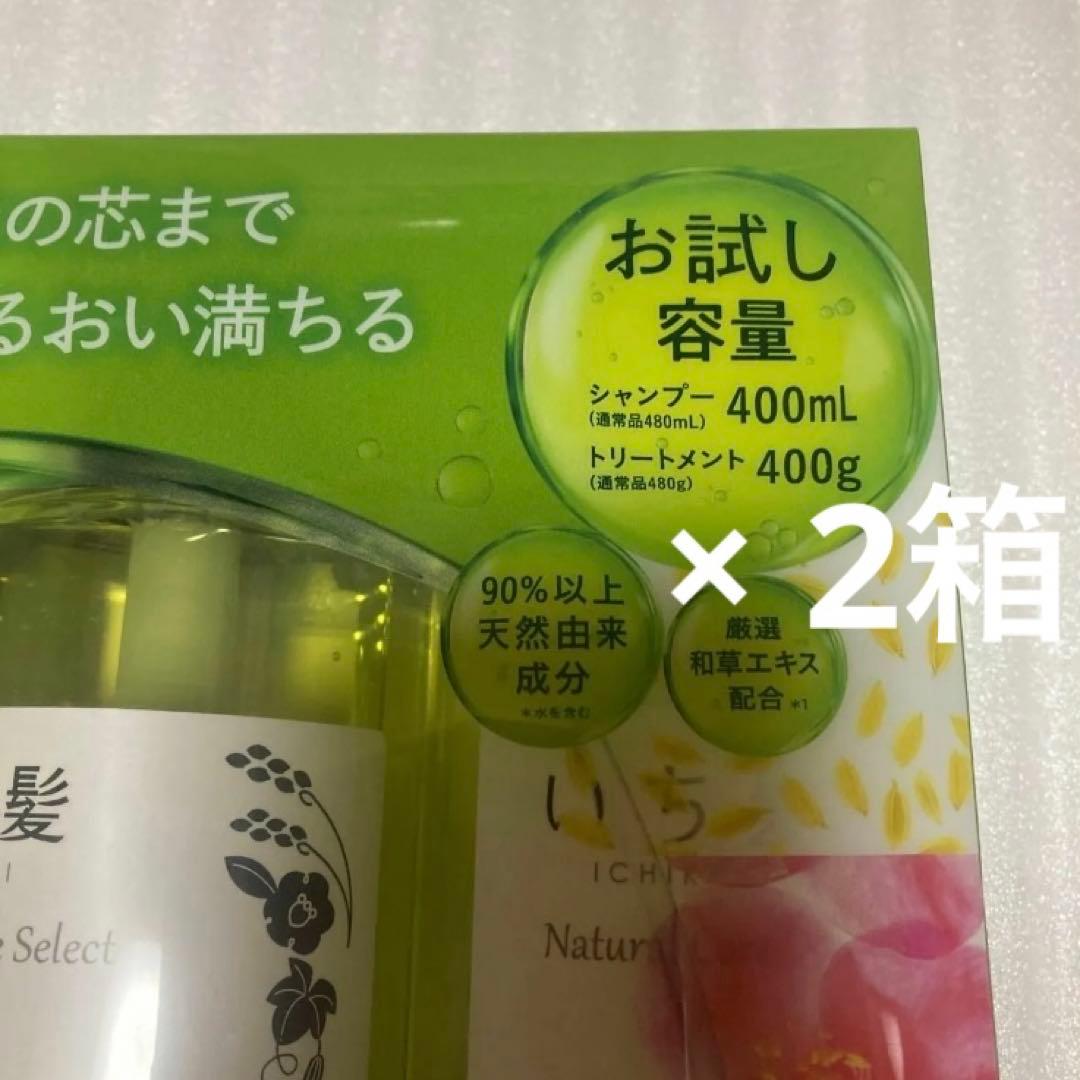 の芯まで
るおい満ちる
お試し
容量
シャンプー 400mL
(通常品480mL)
トリートメント 400g
(通常品480g)
× 2箱
90%以上
天然由来
成分
*水を含む
厳選
和草エキス
配合 *1
髪
I
Select
いち
ICHIK
Natur